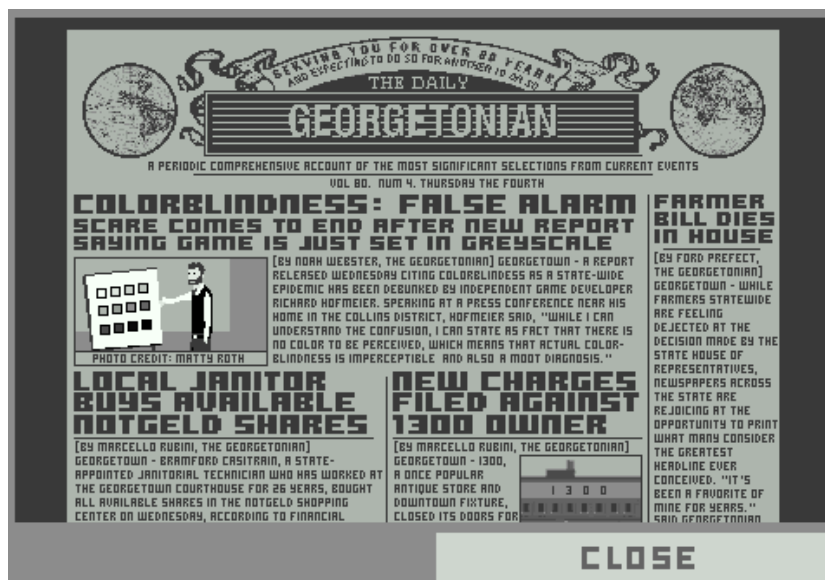 SERVING YOU FOR OVER 80 YEARS
AND EXPECTING TO DO SO FOR ANOTHER 10 OR SO
THE DAILY
GEORGETONIAN
A PERIODIC COMPREHENSIVE ACCOUNT OF THE MOST SIGNIFICANT SELECTIONS FROM CURRENT EVENTS
VOL 80. NUM 4. THURSDAY THE FOURTH
COLORBLINDNESS: FALSE ALARM
SCARE COMES TO END AFTER NEW REPORT
SAYING GAME IS JUST SET IN GREYSCALE
[BY NOAH WEBSTER, THE GEORGETONIAN] GEORGETOWN - A REPORT
RELEASED WEDNESDAY CITING COLORBLINDESS AS A STATE-WIDE
EPIDEMIC HAS BEEN DEBUNKED BY INDEPENDENT GAME DEVELOPER
RICHARD HOFMEIER. SPEAKING AT A PRESS CONFERENCE NEAR HIS
HOME IN THE COLLINS DISTRICT, HOFMEIER SAID, "WHILE I CAN
UNDERSTAND THE CONFUSION, I CAN STATE AS FACT THAT THERE IS
NO COLOR TO BE PERCEIVED, WHICH MEANS THAT ACTUAL COLOR-
BLINDNESS IS IMPERCEPTIBLE AND ALSO A MOOT DIAGNOSIS."
PHOTO CREDIT: MATTY ROTH
FARMER
BILL DIES
IN HOUSE
[BY FORD PREFECT,
THE GEORGETONIAN]
GEORGETOWN - WHILE
FARMERS STATEWIDE
ARE FEELING
DEJECTED AT THE
DECISION MADE BY THE
STATE HOUSE OF
REPRESENTATIVES,
NEWSPAPERS ACROSS
THE STATE ARE
REJOICING AT THE
OPPORTUNITY TO PRINT
WHAT MANY CONSIDER
THE GREATEST
HEADLINE EVER
CONCEIVED. "IT'S
BEEN A FAVORITE OF
MINE FOR YEARS."
SAID GEORGETONIAN
LOCAL JANITOR
BUYS AVAILABLE
NOTGELD SHARES
[BY MARCELLO RUBINI, THE GEORGETONIAN]
GEORGETOWN - BRAMFORD CASITRAIN, A STATE-
APPOINTED JANITORIAL TECHNICIAN WHO HAS WORKED AT
THE GEORGETOWN COURTHOUSE FOR 26 YEARS, BOUGHT
ALL AVAILABLE SHARES IN THE NOTGELD SHOPPING
CENTER ON WEDNESDAY, ACCORDING TO FINANCIAL
NEW CHARGES
FILED AGAINST
1300 OWNER
[BY MARCELLO RUBINI, THE GEORGETONIAN]
GEORGETOWN - 1300,
A ONCE POPULAR
ANTIQUE STORE AND
DOWNTOWN FIXTURE,
CLOSED ITS DOORS FOR
1300
CLOSE